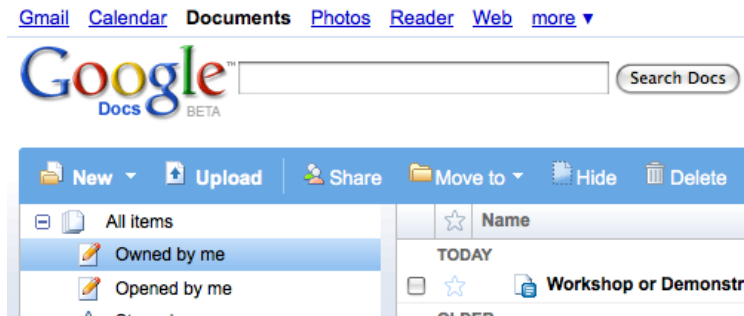 Gmail Calendar Documents Photos Reader Web more ▼
Google™
Docs BETA
Search Docs
New Upload Share Move to Hide Delete
All items
Name
Owned by me
TODAY
Opened by me
Workshop or Demonstr